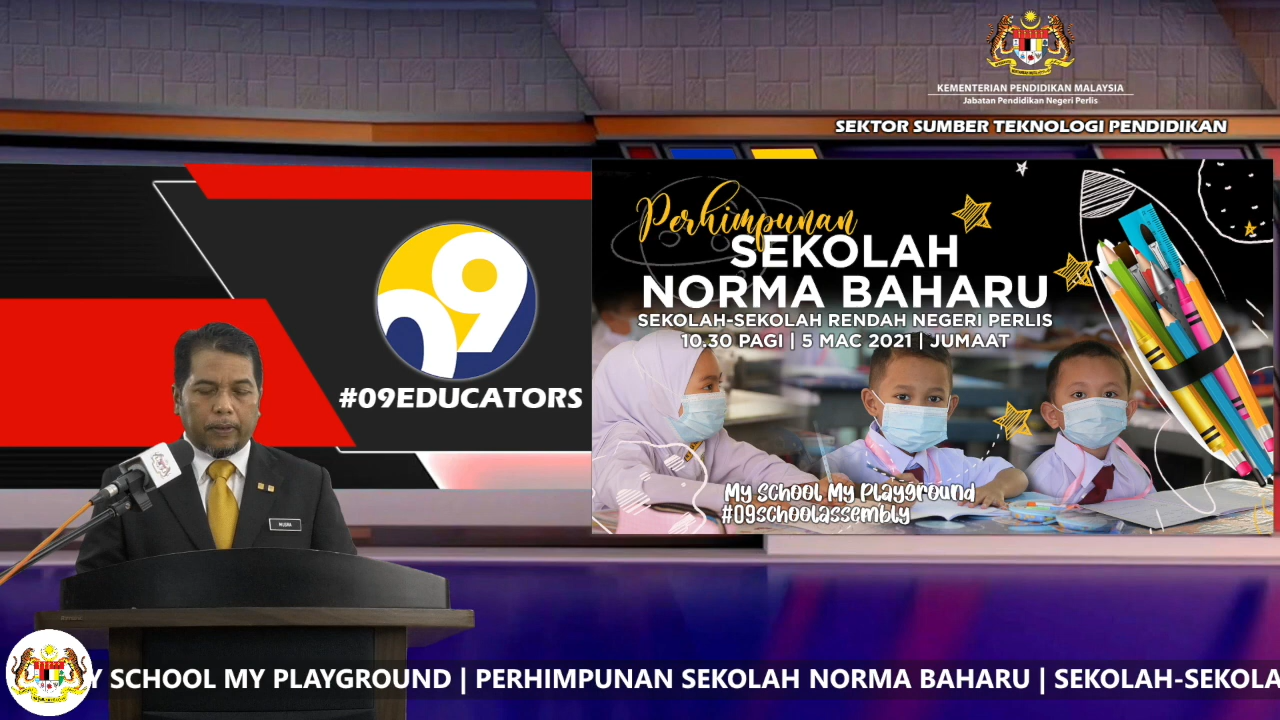 KEMENTERIAN PENDIDIKAN MALAYSIA
Jabatan Pendidikan Negeri Perlis
SEKTOR SUMBER TEKNOLOGI PENDIDIKAN
Perhimpunan
SEKOLAH
NORMA BAHARU
SEKOLAH-SEKOLAH RENDAH NEGERI PERLIS
10.30 PAGI | 5 MAC 2021 | JUMAAT
09
#09EDUCATORS
My School My Playground
#09schoolassembly
Y SCHOOL MY PLAYGROUND | PERHIMPUNAN SEKOLAH NORMA BAHARU | SEKOLAH-SEKOLA